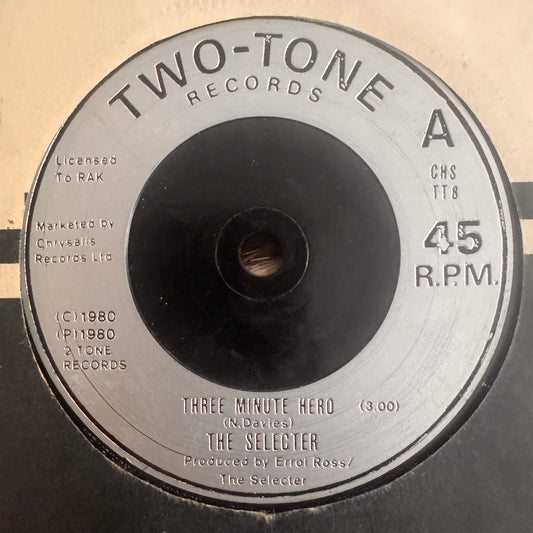 TWO-TONE
RECORDS
A
Licensed
To RAK
CHS
TT8
Marketed by
Chrysalis
Records Ltd
45
R.P.M.
(C)1980
(P)1980
2 TONE
RECORDS
THREE MINUTE HERO (3.00)
(N.Davies)
THE SELECTER
(Produced by Errol Ross/
The Selecter